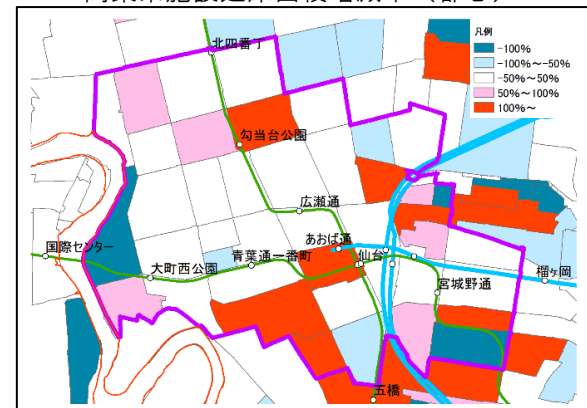 凡例
-100%
-100%～-50%
-50%～50%
50%～100%
100%～
北四番丁
勾当台公園
広瀬通
あおば通
国際センター
大町西公園
青葉通一番町
仙台
榴ヶ岡
宮城野通
五橋